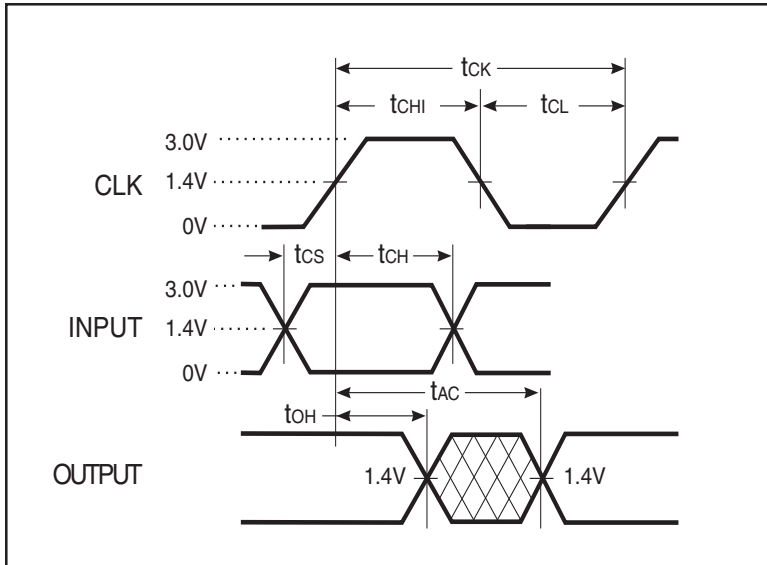 tCK
tCHI
tCL
3.0V
CLK
1.4V
0V
tCS
tCH
3.0V
INPUT
1.4V
0V
tAC
tOH
OUTPUT
1.4V
1.4V